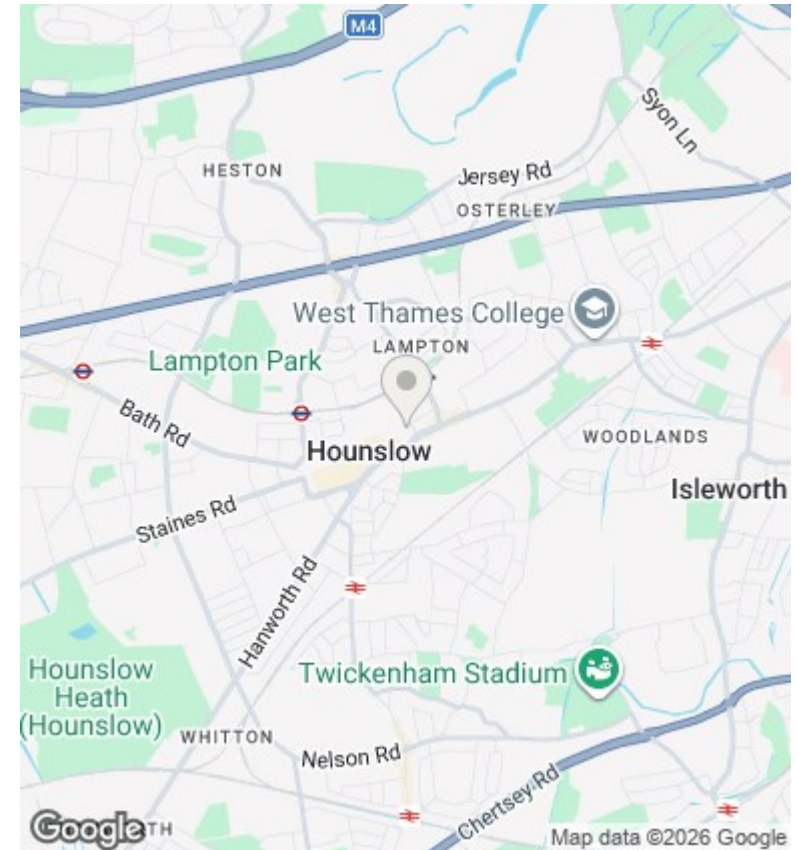 M4
Syon Ln
HESTON
Jersey Rd
OSTERLEY
West Thames College
LAMPTON
Lampton Park
Bath Rd
Hounslow
WOODLANDS
Isleworth
Staines Rd
Hanworth Rd
Hounslow
Heath
(Hounslow)
Twickenham Stadium
WHITTON
Nelson Rd
Chertsey Rd
Google
TH
Map data ©2026 Google